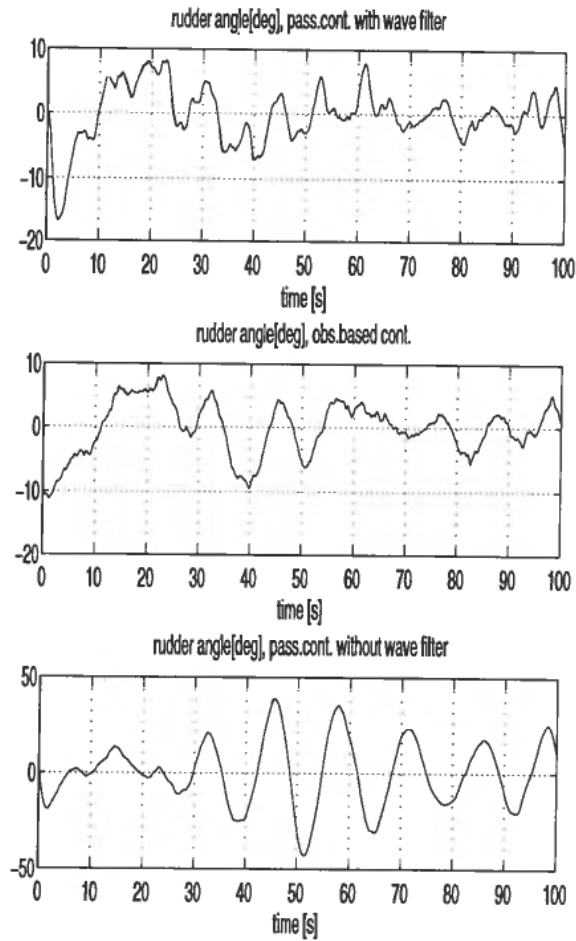 rudder angle[deg], pass.cont. with wave filter
10
0
−10
−20
0 10 20 30 40 50 60 70 80 90 100
time [s]
rudder angle[deg], obs.based cont.
10
0
−10
−20
0 10 20 30 40 50 60 70 80 90 100
time [s]
rudder angle[deg], pass.cont. without wave filter
50
0
−50
0 10 20 30 40 50 60 70 80 90 100
time [s]